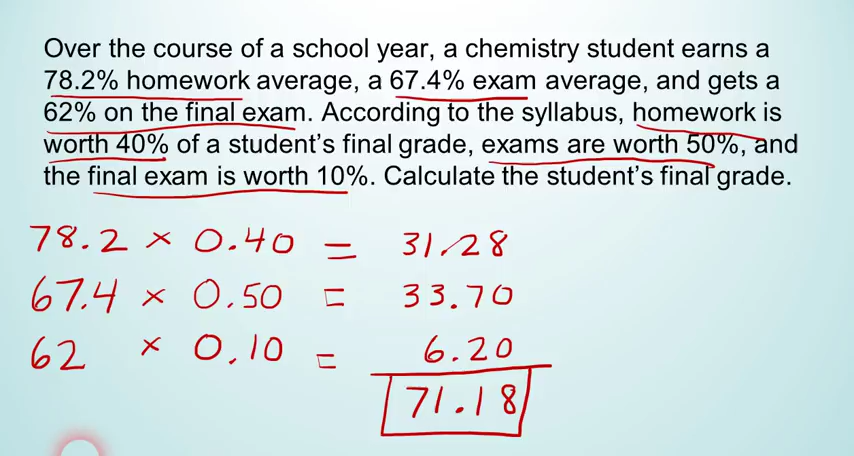 Over the course of a school year, a chemistry student earns a
78.2% homework average, a 67.4% exam average, and gets a
62% on the final exam. According to the syllabus, homework is
worth 40% of a student's final grade, exams are worth 50%, and
the final exam is worth 10%. Calculate the student's final grade.
78.2 × 0.40 = 31.28
67.4 × 0.50 = 33.70
62 × 0.10 = 6.20
71.18